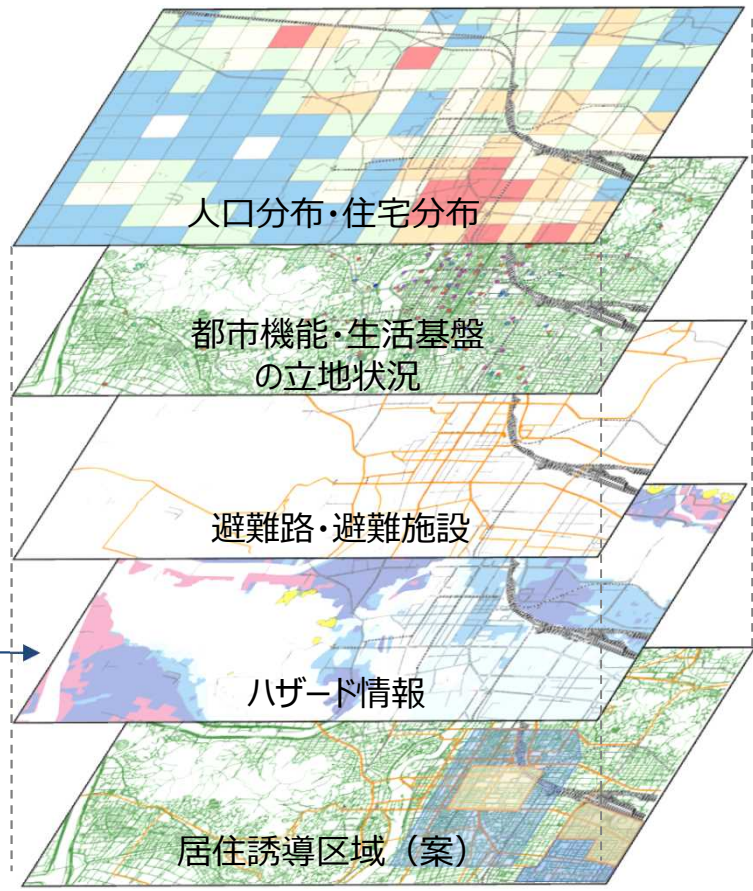 人口分布・住宅分布
都市機能・生活基盤
の立地状況
避難路・避難施設
ハザード情報
居住誘導区域（案）